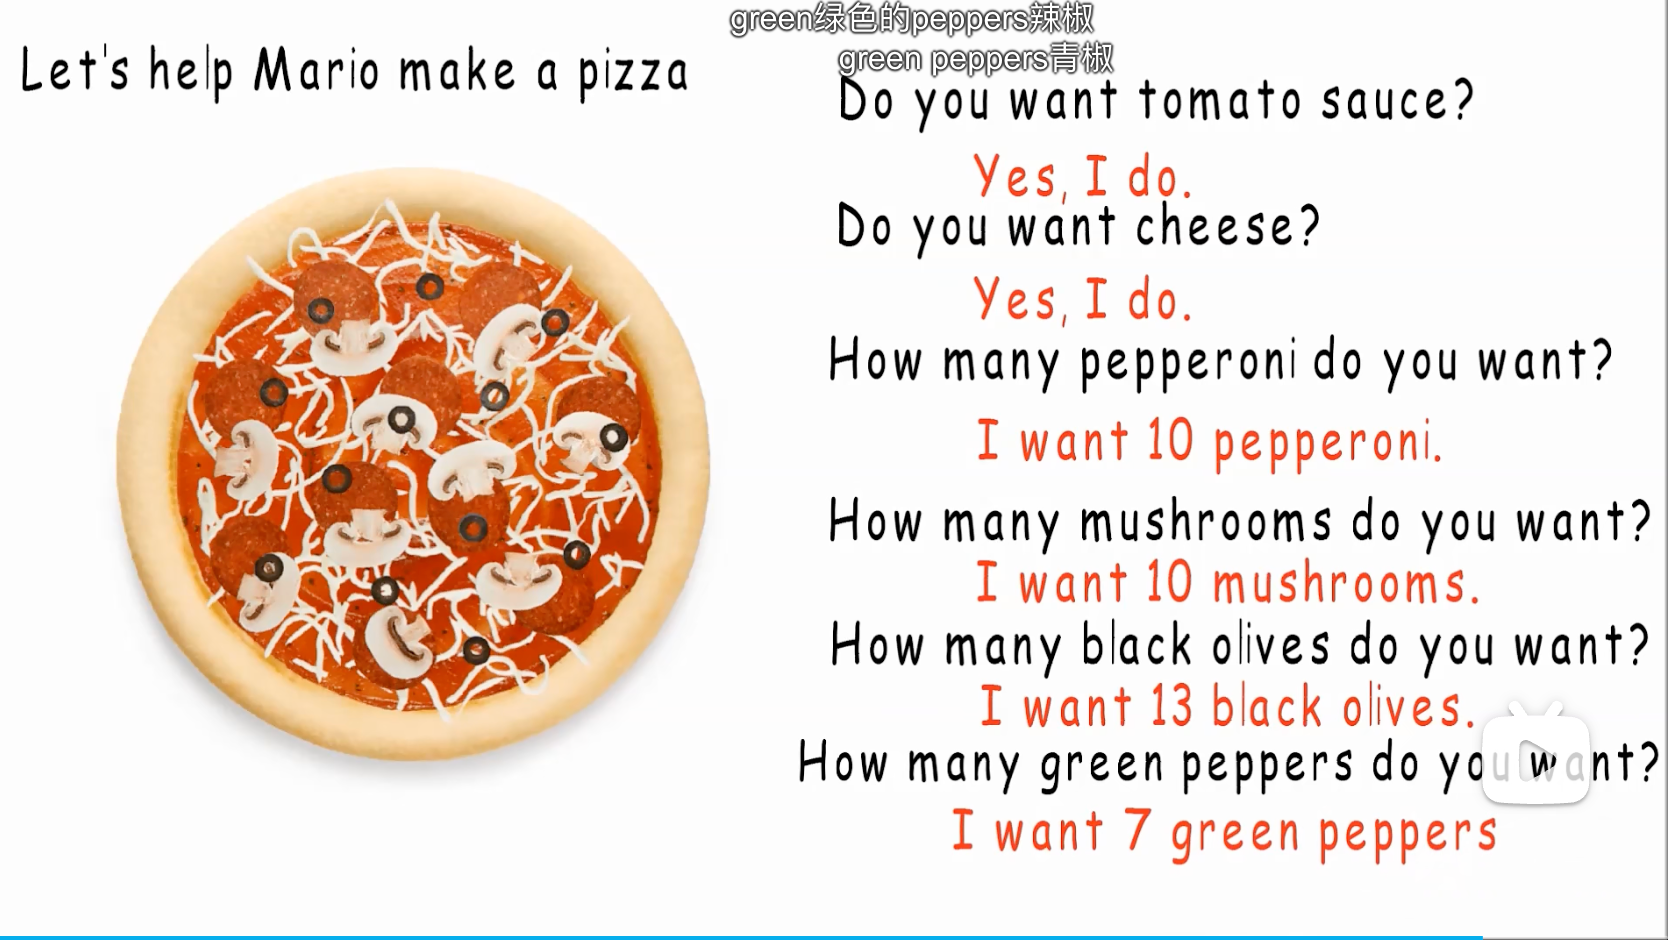 green绿色的peppers辣椒
green peppers青椒
Let's help Mario make a pizza
Do you want tomato sauce?
Yes, I do.
Do you want cheese?
Yes, I do.
How many pepperoni do you want?
I want 10 pepperoni.
How many mushrooms do you want?
I want 10 mushrooms.
How many black olives do you want?
I want 13 black olives.
How many green peppers do you want?
I want 7 green peppers